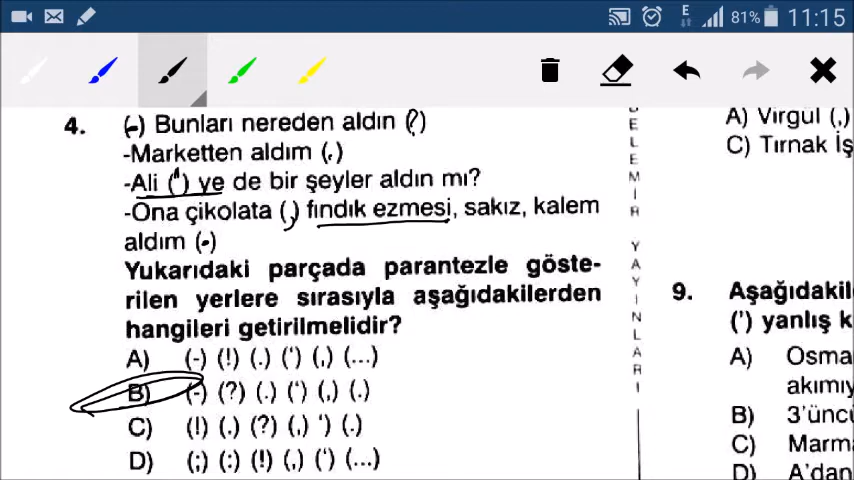 E
81%
11:15
4. (-) Bunları nereden aldın (?)
-Marketten aldım (.)
-Ali (') ye de bir şeyler aldın mı?
-Ona çikolata (,) fındık ezmesi, sakız, kalem
aldım (.)
Yukarıdaki parçada parantezle göste-
rilen yerlere sırasıyla aşağıdakilerden
hangileri getirilmelidir?
A) (-) (!) (.) (') (,) (...)
B) (-) (?) (.) (') (,) (.)
C) (!) (.) (?) (,) ') (.)
D) (;) (:) (!) (,) (') (...)
DELEMİR YAYINLARI
A) Virgül (,)
C) Tırnak İş
9. Aşağıdakil
(') yanlış k
A) Osma
akımıy
B) 3'üncü
C) Marma
D) A'dan